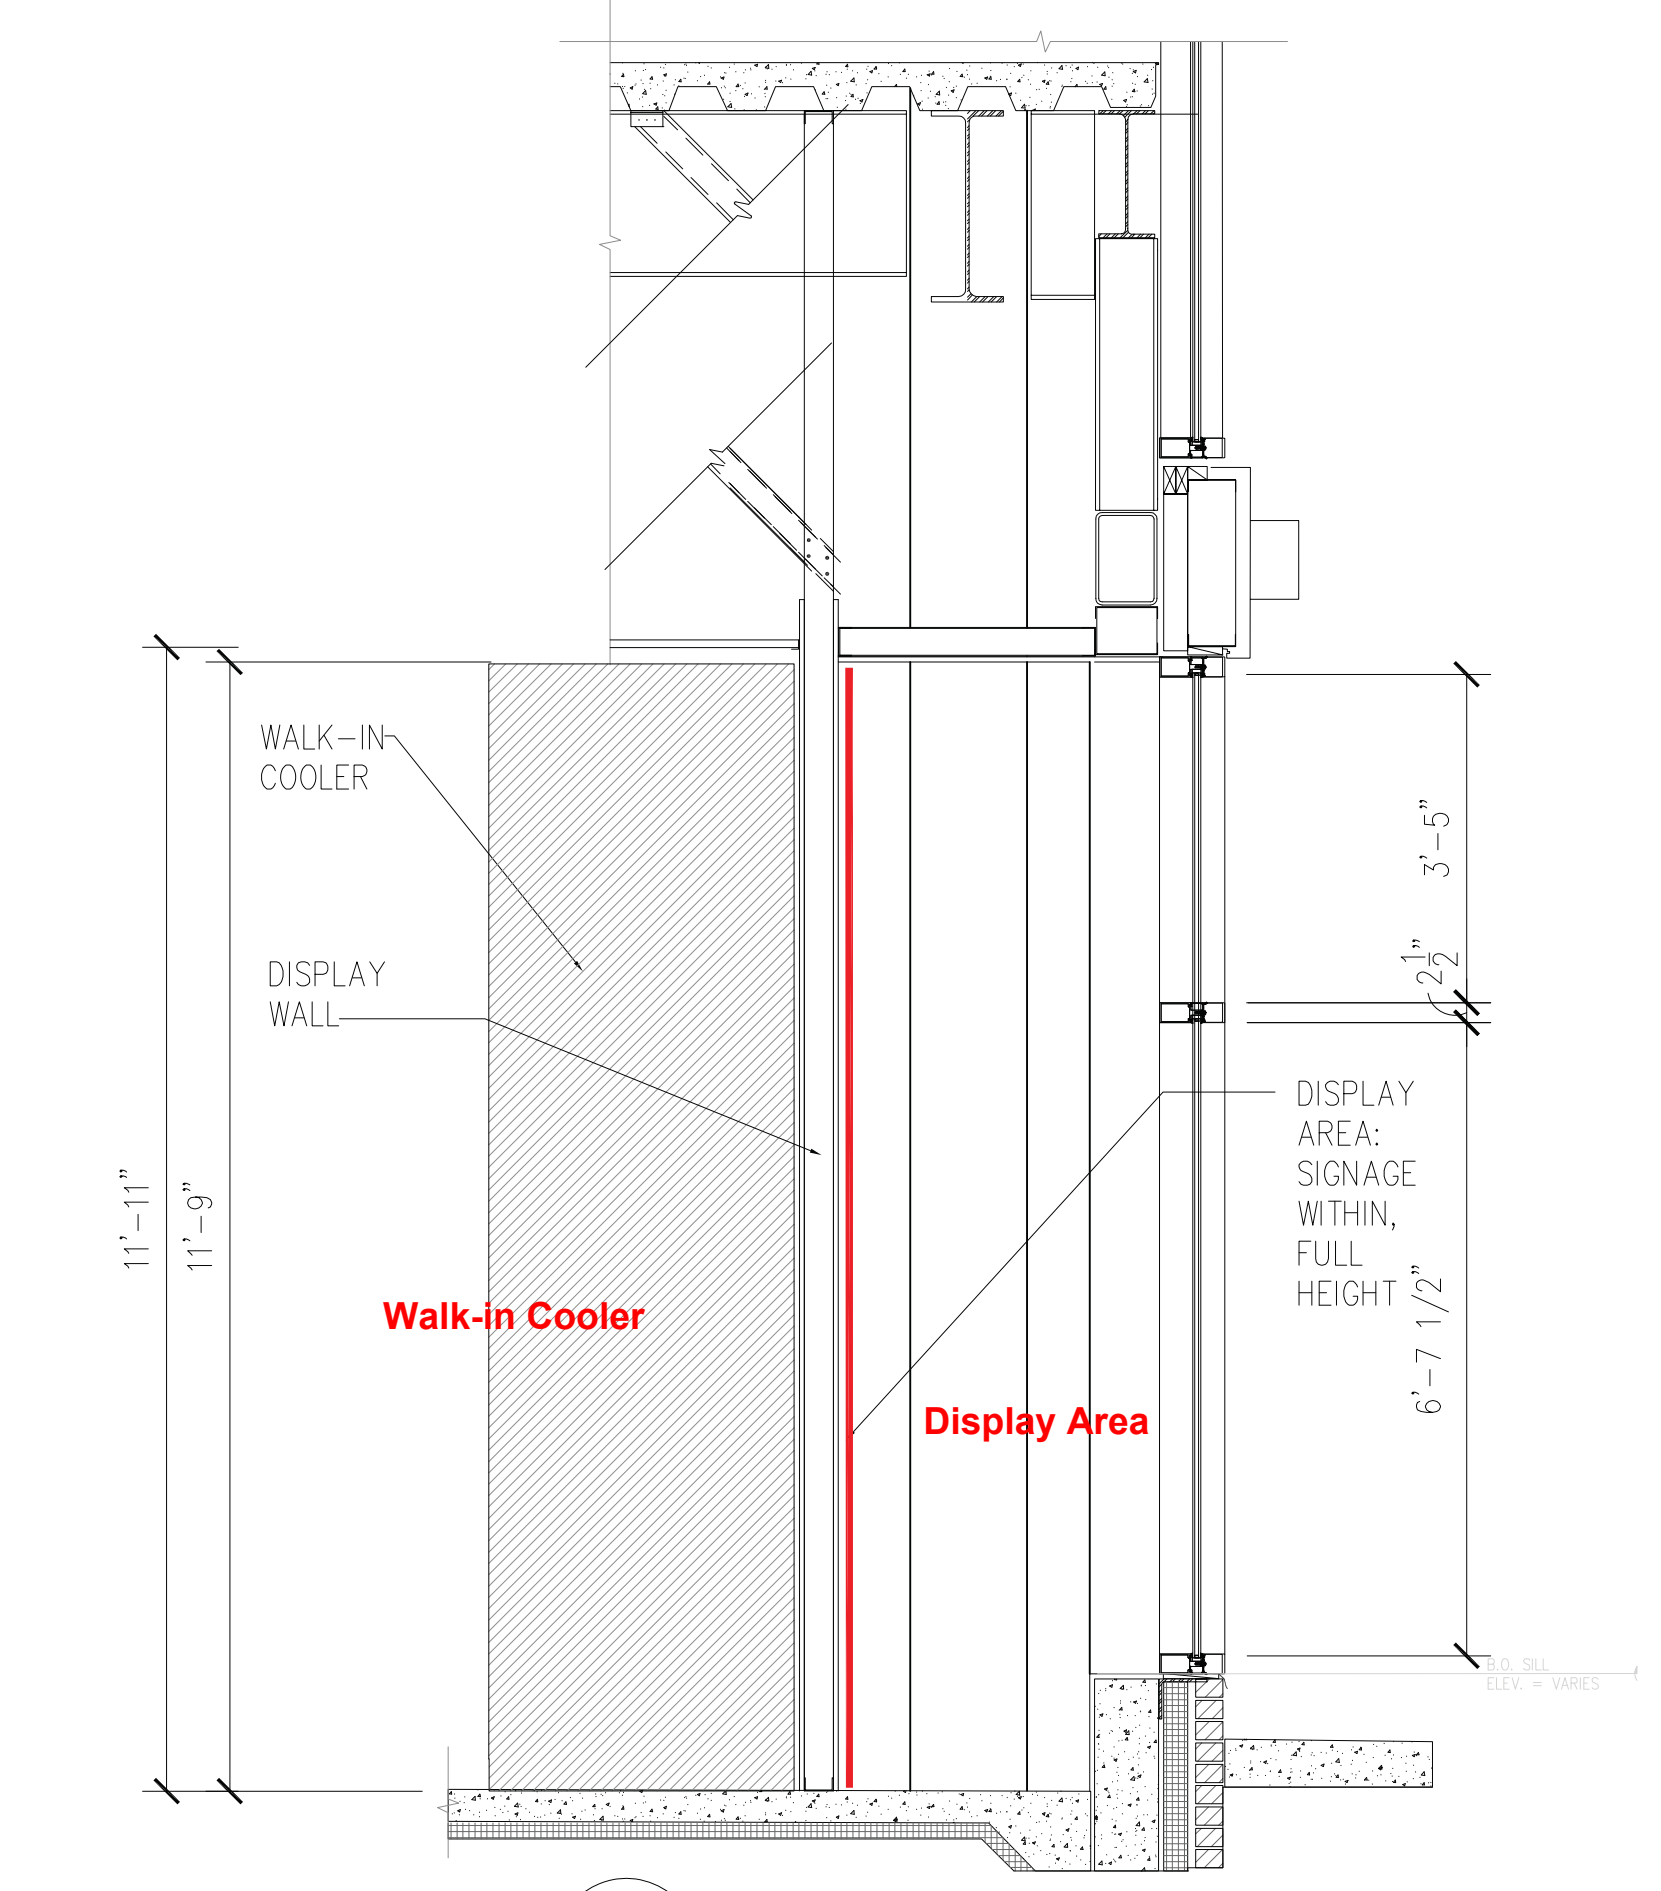 WALK-IN
COOLER
3'-5"
2 1/2"
DISPLAY
WALL
DISPLAY
AREA:
SIGNAGE
WITHIN,
FULL
HEIGHT
11'-11"
11'-9"
Walk-in Cooler
6'-7 1/2"
Display Area
B.O. SILL
ELEV. = VARIES